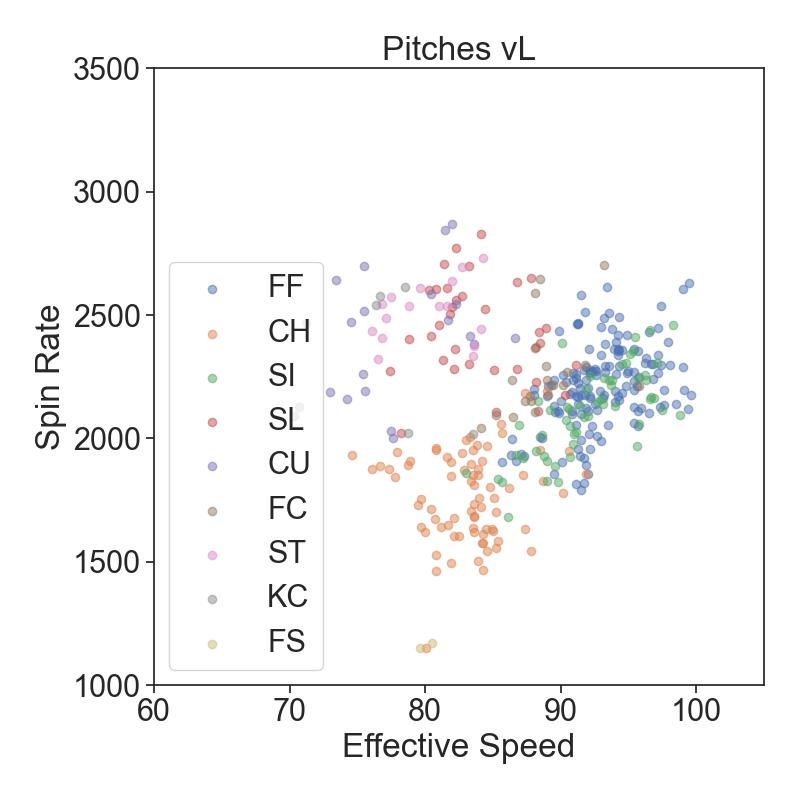 Pitches vL
3500
3000
2500
2000
1500
1000
Spin Rate
FF
CH
SI
SL
CU
FC
ST
KC
FS
60 70 80 90 100
Effective Speed